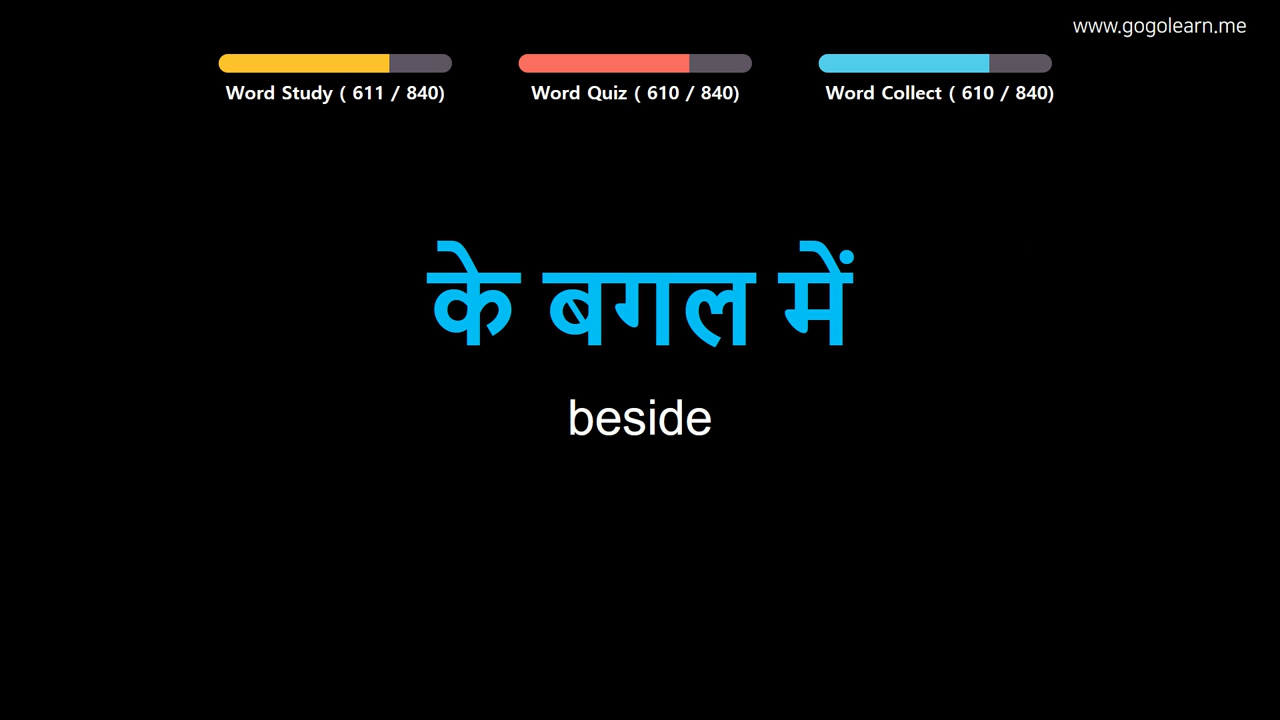 www.gogolearn.me
Word Study ( 611 / 840)
Word Quiz ( 610 / 840)
Word Collect ( 610 / 840)
के बगल में
beside